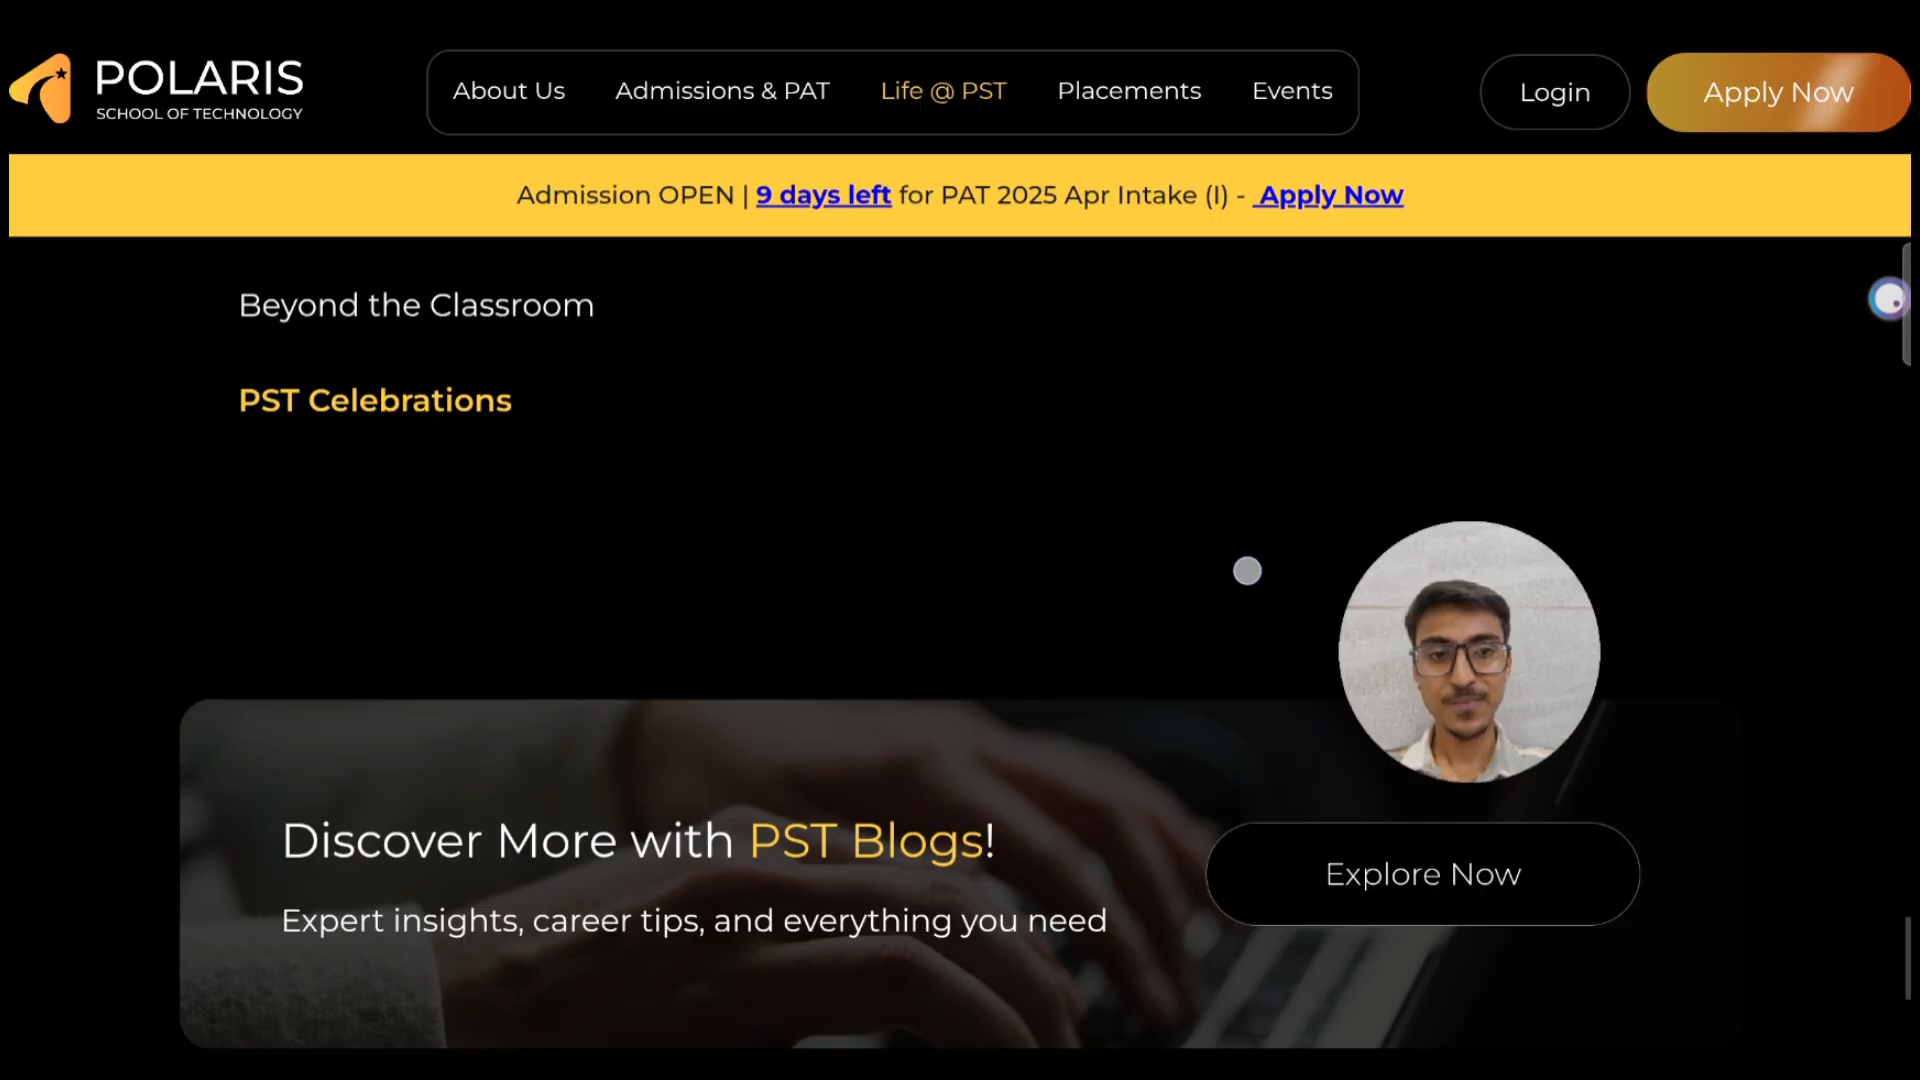 POLARIS
SCHOOL OF TECHNOLOGY
About Us
Admissions & PAT
Life @ PST
Placements
Events
Login
Apply Now
Admission OPEN | 9 days left for PAT 2025 Apr Intake (I) - Apply Now
Beyond the Classroom
PST Celebrations
Discover More with PST Blogs!
Expert insights, career tips, and everything you need
Explore Now